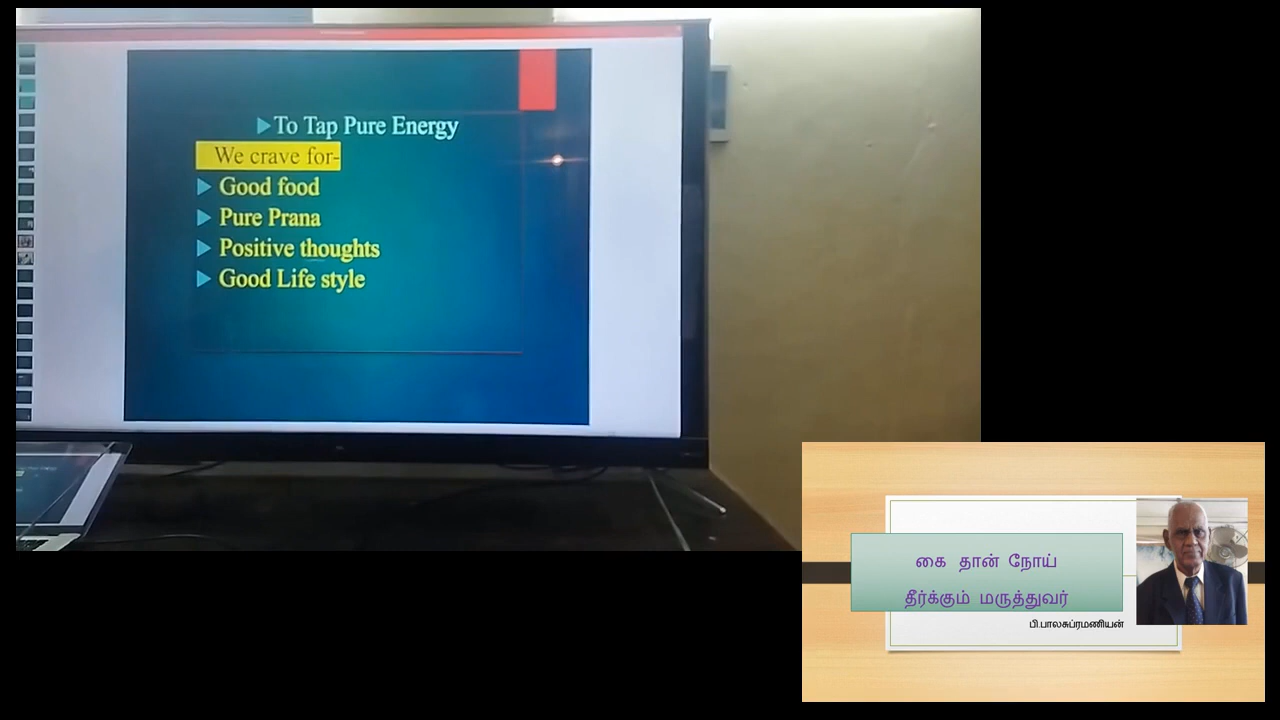 To Tap Pure Energy
We crave for-
Good food
Pure Prana
Positive thoughts
Good Life style
கை தான் நோய்
தீர்க்கும் மருத்துவர்
பி.பாலசுப்ரமணியன்